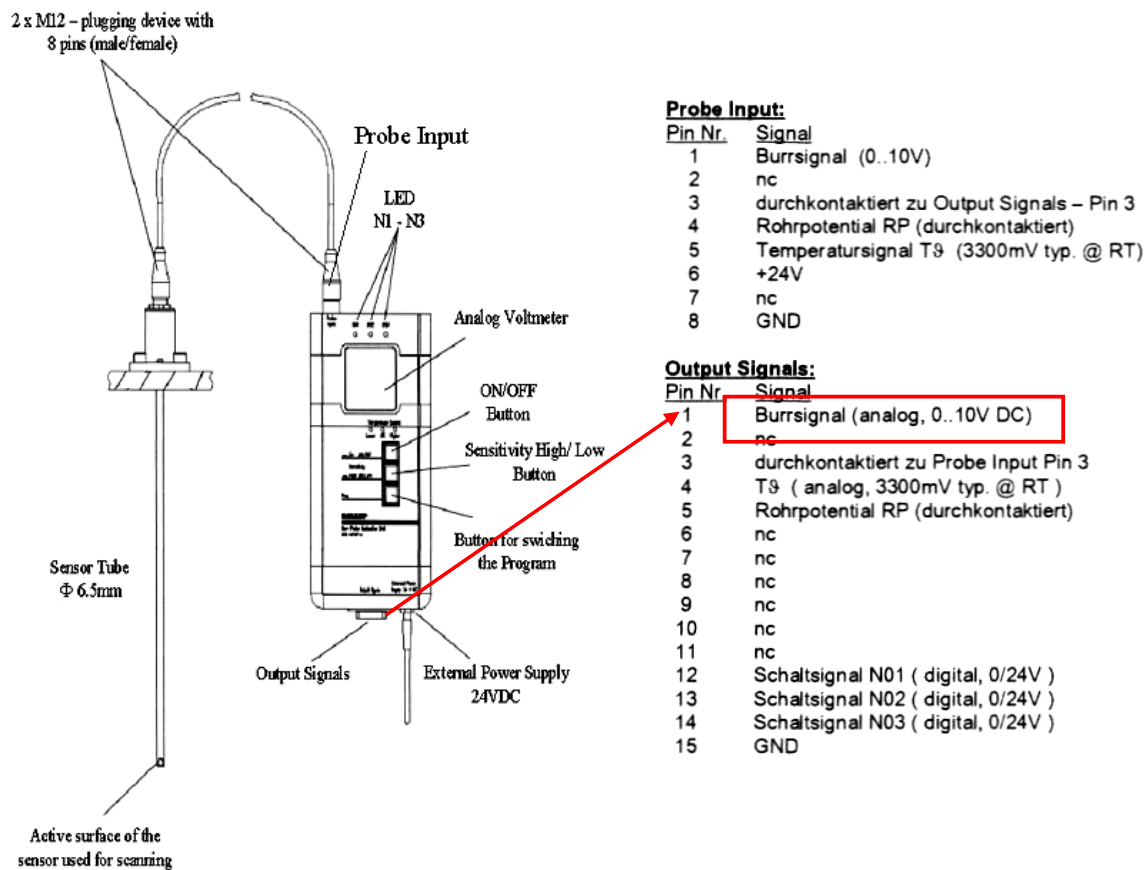 2 x M12 – plugging device with
8 pins (male/female)
Probe Input
LED
N1 - N3
Analog Voltmeter
ON/OFF
Button
Sensitivity High/ Low
Button
Button for swiching
the Program
Sensor Tube
Φ 6.5mm
Output Signals
External Power Supply
24VDC
Active surface of the
sensor used for scanning
Probe Input:
Pin Nr. Signal
1 Burrsignal (0..10V)
2 nc
3 durchkontaktiert zu Output Signals – Pin 3
4 Rohrpotential RP (durchkontaktiert)
5 Temperatursignal Tϑ (3300mV typ. @ RT)
6 +24V
7 nc
8 GND
Output Signals:
Pin Nr. Signal
1 Burrsignal (analog, 0..10V DC)
2 nc
3 durchkontaktiert zu Probe Input Pin 3
4 Tϑ ( analog, 3300mV typ. @ RT )
5 Rohrpotential RP (durchkontaktiert)
6 nc
7 nc
8 nc
9 nc
10 nc
11 nc
12 Schaltsignal N01 ( digital, 0/24V )
13 Schaltsignal N02 ( digital, 0/24V )
14 Schaltsignal N03 ( digital, 0/24V )
15 GND